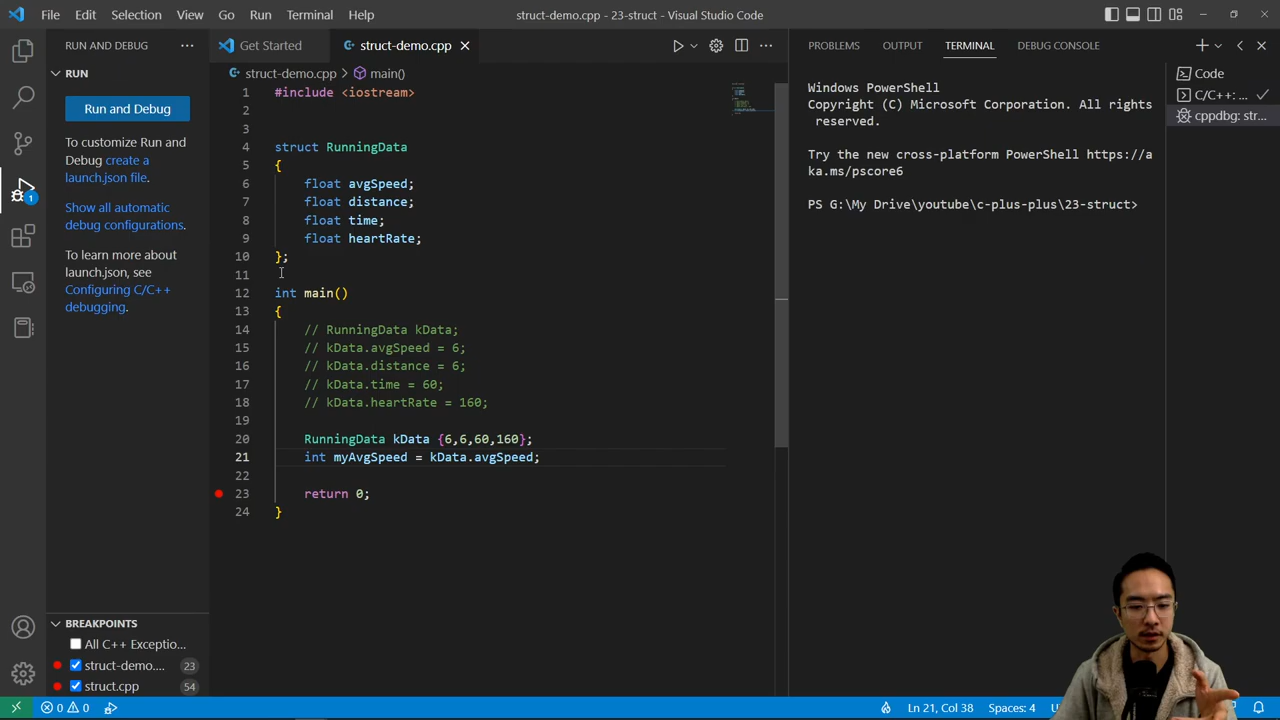 File Edit Selection View Go Run Terminal Help
struct-demo.cpp - 23-struct - Visual Studio Code
RUN AND DEBUG
Get Started
struct-demo.cpp
PROBLEMS OUTPUT TERMINAL DEBUG CONSOLE
RUN
Run and Debug
To customize Run and
Debug create a
launch.json file.
Show all automatic
debug configurations.
To learn more about
launch.json, see
Configuring C/C++
debugging.
1
struct-demo.cpp > main()
1 #include <iostream>
2
3
4 struct RunningData
5 {
6 float avgSpeed;
7 float distance;
8 float time;
9 float heartRate;
10 };
11
12 int main()
13 {
14 // RunningData kData;
15 // kData.avgSpeed = 6;
16 // kData.distance = 6;
17 // kData.time = 60;
18 // kData.heartRate = 160;
19
20 RunningData kData {6,6,60,160};
21 int myAvgSpeed = kData.avgSpeed;
22
23 return 0;
24 }
Windows PowerShell
Copyright (C) Microsoft Corporation. All rights
reserved.
Try the new cross-platform PowerShell https://a
ka.ms/pscore6
PS G:\My Drive\youtube\c-plus-plus\23-struct>
Code
C/C++: ...
cppdbg: str...
BREAKPOINTS
All C++ Exceptio...
struct-demo.... 23
struct.cpp 54
0 0
Ln 21, Col 38 Spaces: 4